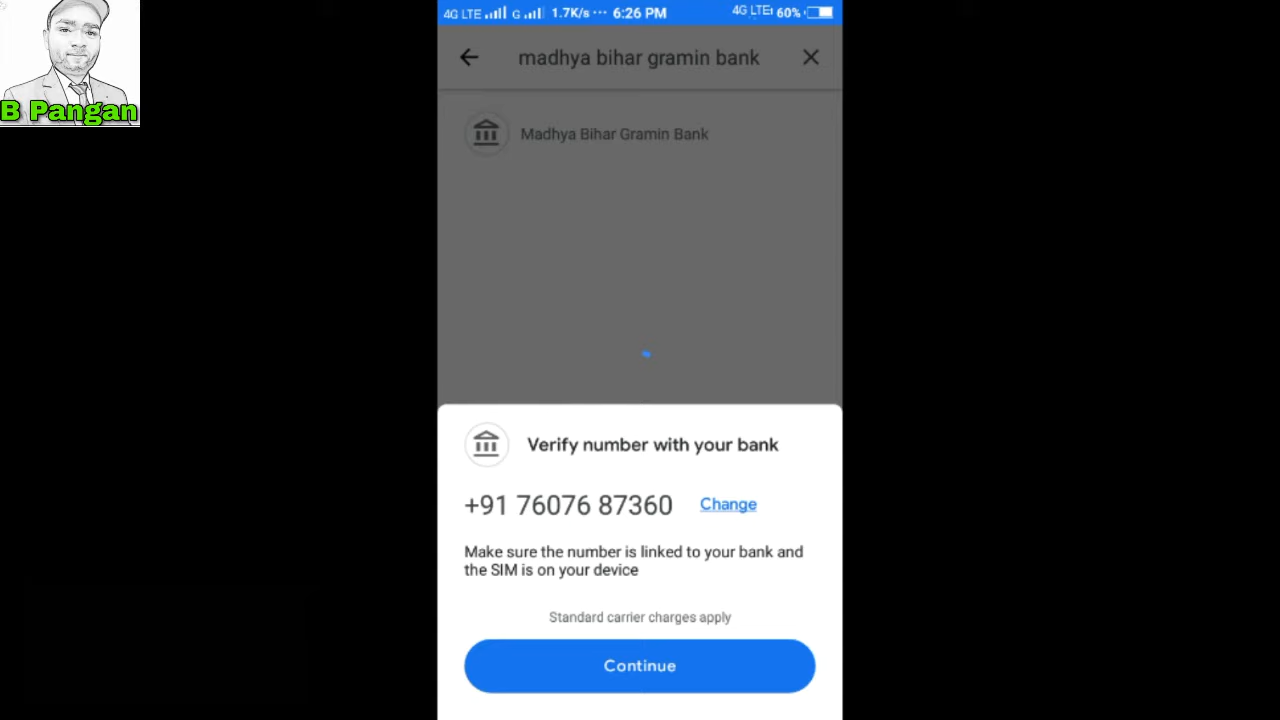 B Pangan
4G LTE G 1.7K/s ··· 6:26 PM 4G LTE 60%
madhya bihar gramin bank
Madhya Bihar Gramin Bank
Verify number with your bank
+91 76076 87360 Change
Make sure the number is linked to your bank and
the SIM is on your device
Standard carrier charges apply
Continue